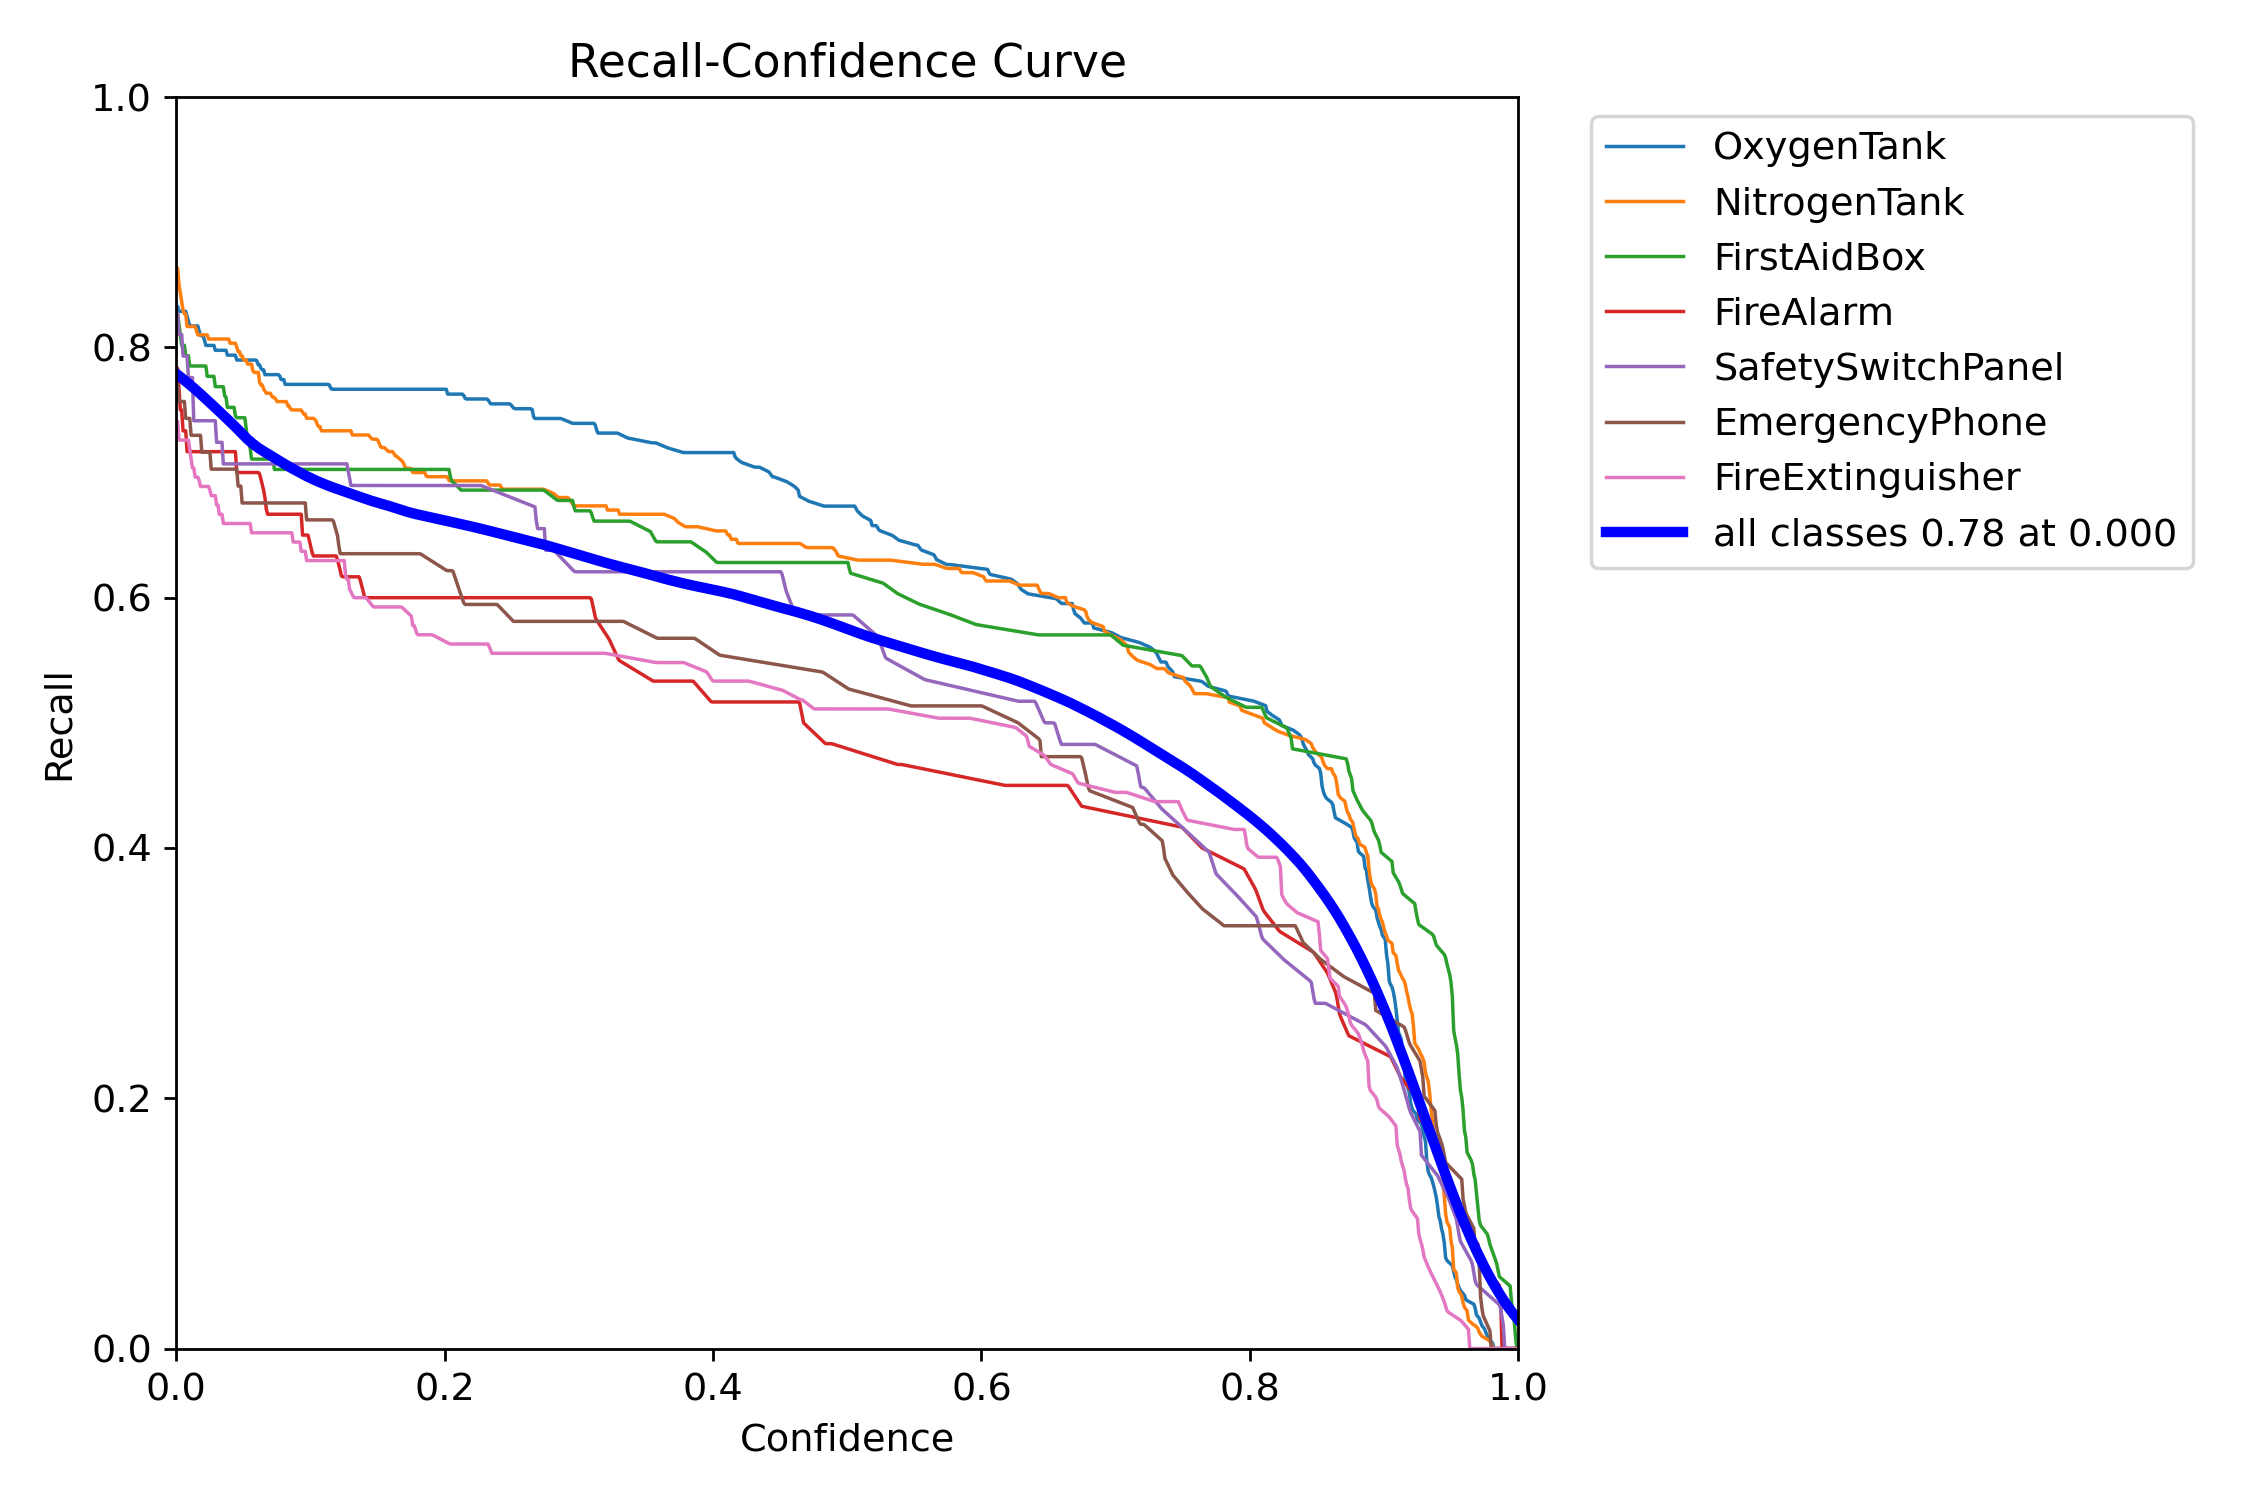 Recall-Confidence Curve
1.0
0.8
0.6
0.4
0.2
0.0
Recall
0.0 0.2 0.4 0.6 0.8 1.0
Confidence
OxygenTank
NitrogenTank
FirstAidBox
FireAlarm
SafetySwitchPanel
EmergencyPhone
FireExtinguisher
all classes 0.78 at 0.000